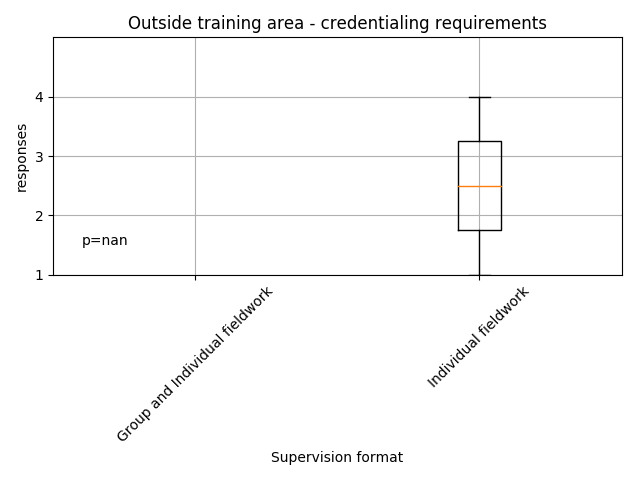 Outside training area - credentialing requirements
responses
4
3
2
1
p=nan
Group and Individual fieldwork
Individual fieldwork
Supervision format